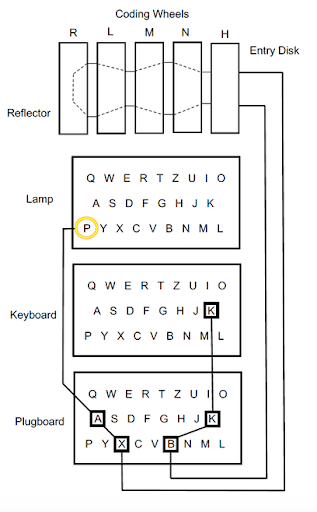 Coding Wheels
R L M N H
Entry Disk
Reflector
Q W E R T Z U I O
Lamp
A S D F G H J K
P Y X C V B N M L
Q W E R T Z U I O
Keyboard
A S D F G H J K
P Y X C V B N M L
Q W E R T Z U I O
Plugboard
A S D F G H J K
P Y X C V B N M L